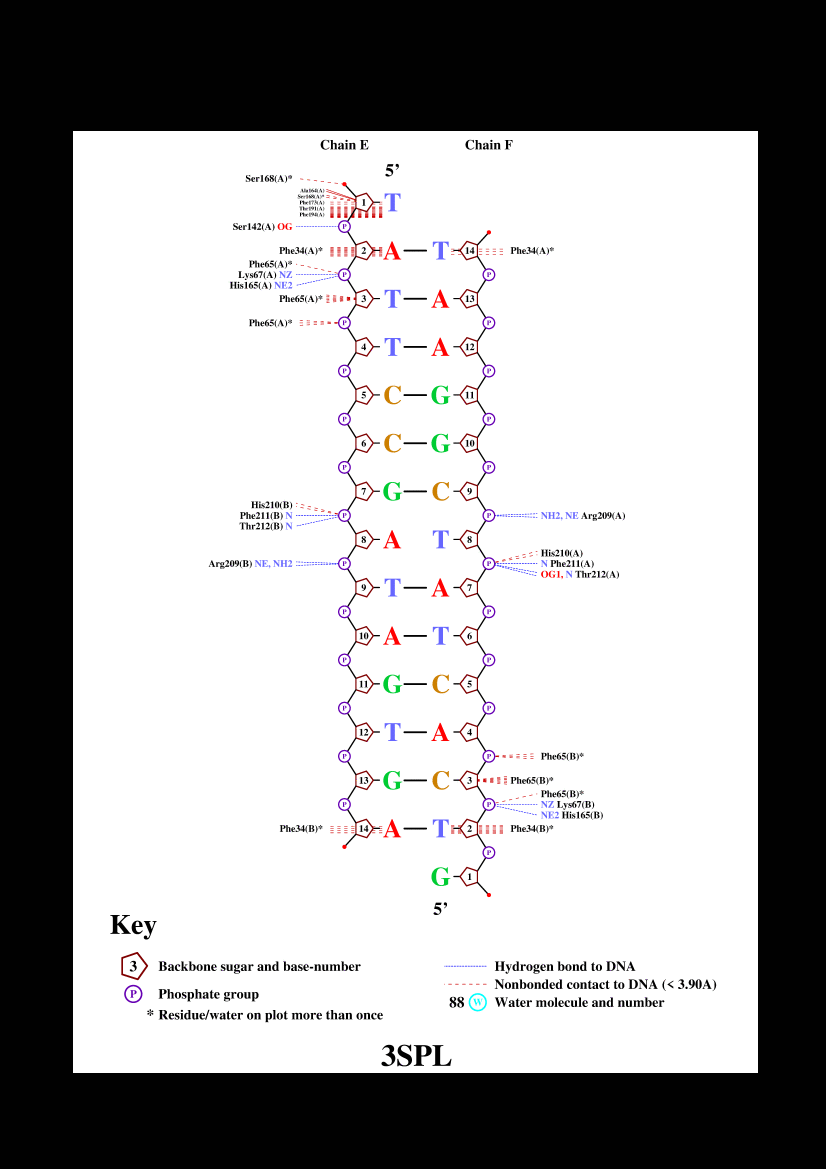 Chain E Chain F
5’
Ser168(A)*
Ala164(A)
Ser168(A)*
Phe173(A)
Thr191(A)
Phe194(A)
1 T
Ser142(A) OG P
Phe34(A)* 2 A T 14 Phe34(A)*
Phe65(A)*
Lys67(A) NZ P P
His165(A) NE2
Phe65(A)* 3 T A 13
Phe65(A)* P P
4 T A 12
P P
5 C G 11
P P
6 C G 10
P P
7 G C 9
His210(B)
Phe211(B) N P P NH2, NE Arg209(A)
Thr212(B) N
8 A T 8
His210(A)
Arg209(B) NE, NH2 P P N Phe211(A)
OG1, N Thr212(A)
9 T A 7
P P
10 A T 6
P P
11 G C 5
P P
12 T A 4
P P Phe65(B)*
13 G C 3 Phe65(B)*
Phe65(B)*
P P NZ Lys67(B)
NE2 His165(B)
Phe34(B)* 14 A T 2 Phe34(B)*
P
G 1
5’
Key
3 Backbone sugar and base-number
P Phosphate group
* Residue/water on plot more than once
Hydrogen bond to DNA
Nonbonded contact to DNA (< 3.90A)
88 W Water molecule and number
3SPL